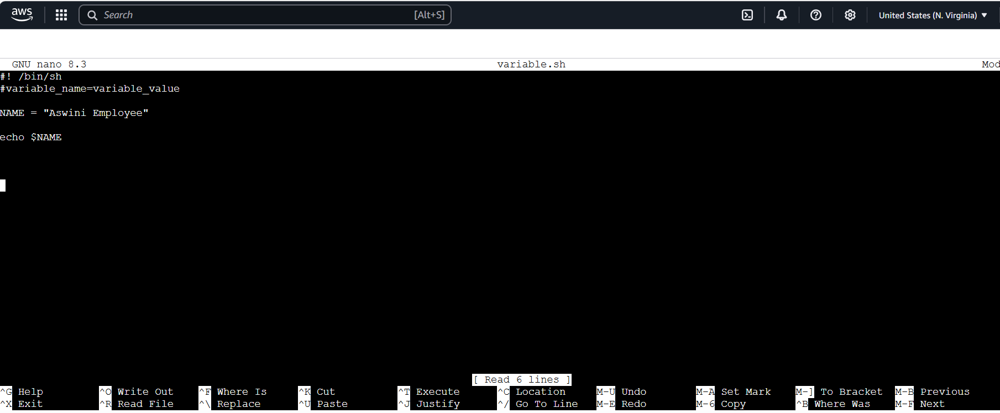 aws Search [Alt+S] United States (N. Virginia)
GNU nano 8.3 variable.sh Mod
#! /bin/sh
#variable_name=variable_value
NAME = "Aswini Employee"
echo $NAME
[ Read 6 lines ]
^G Help ^O Write Out ^F Where Is ^K Cut ^T Execute ^C Location M-U Undo M-A Set Mark M-] To Bracket M-B Previous
^X Exit ^R Read File ^\ Replace ^U Paste ^J Justify ^/ Go To Line M-E Redo M-6 Copy ^B Where Was M-F Next